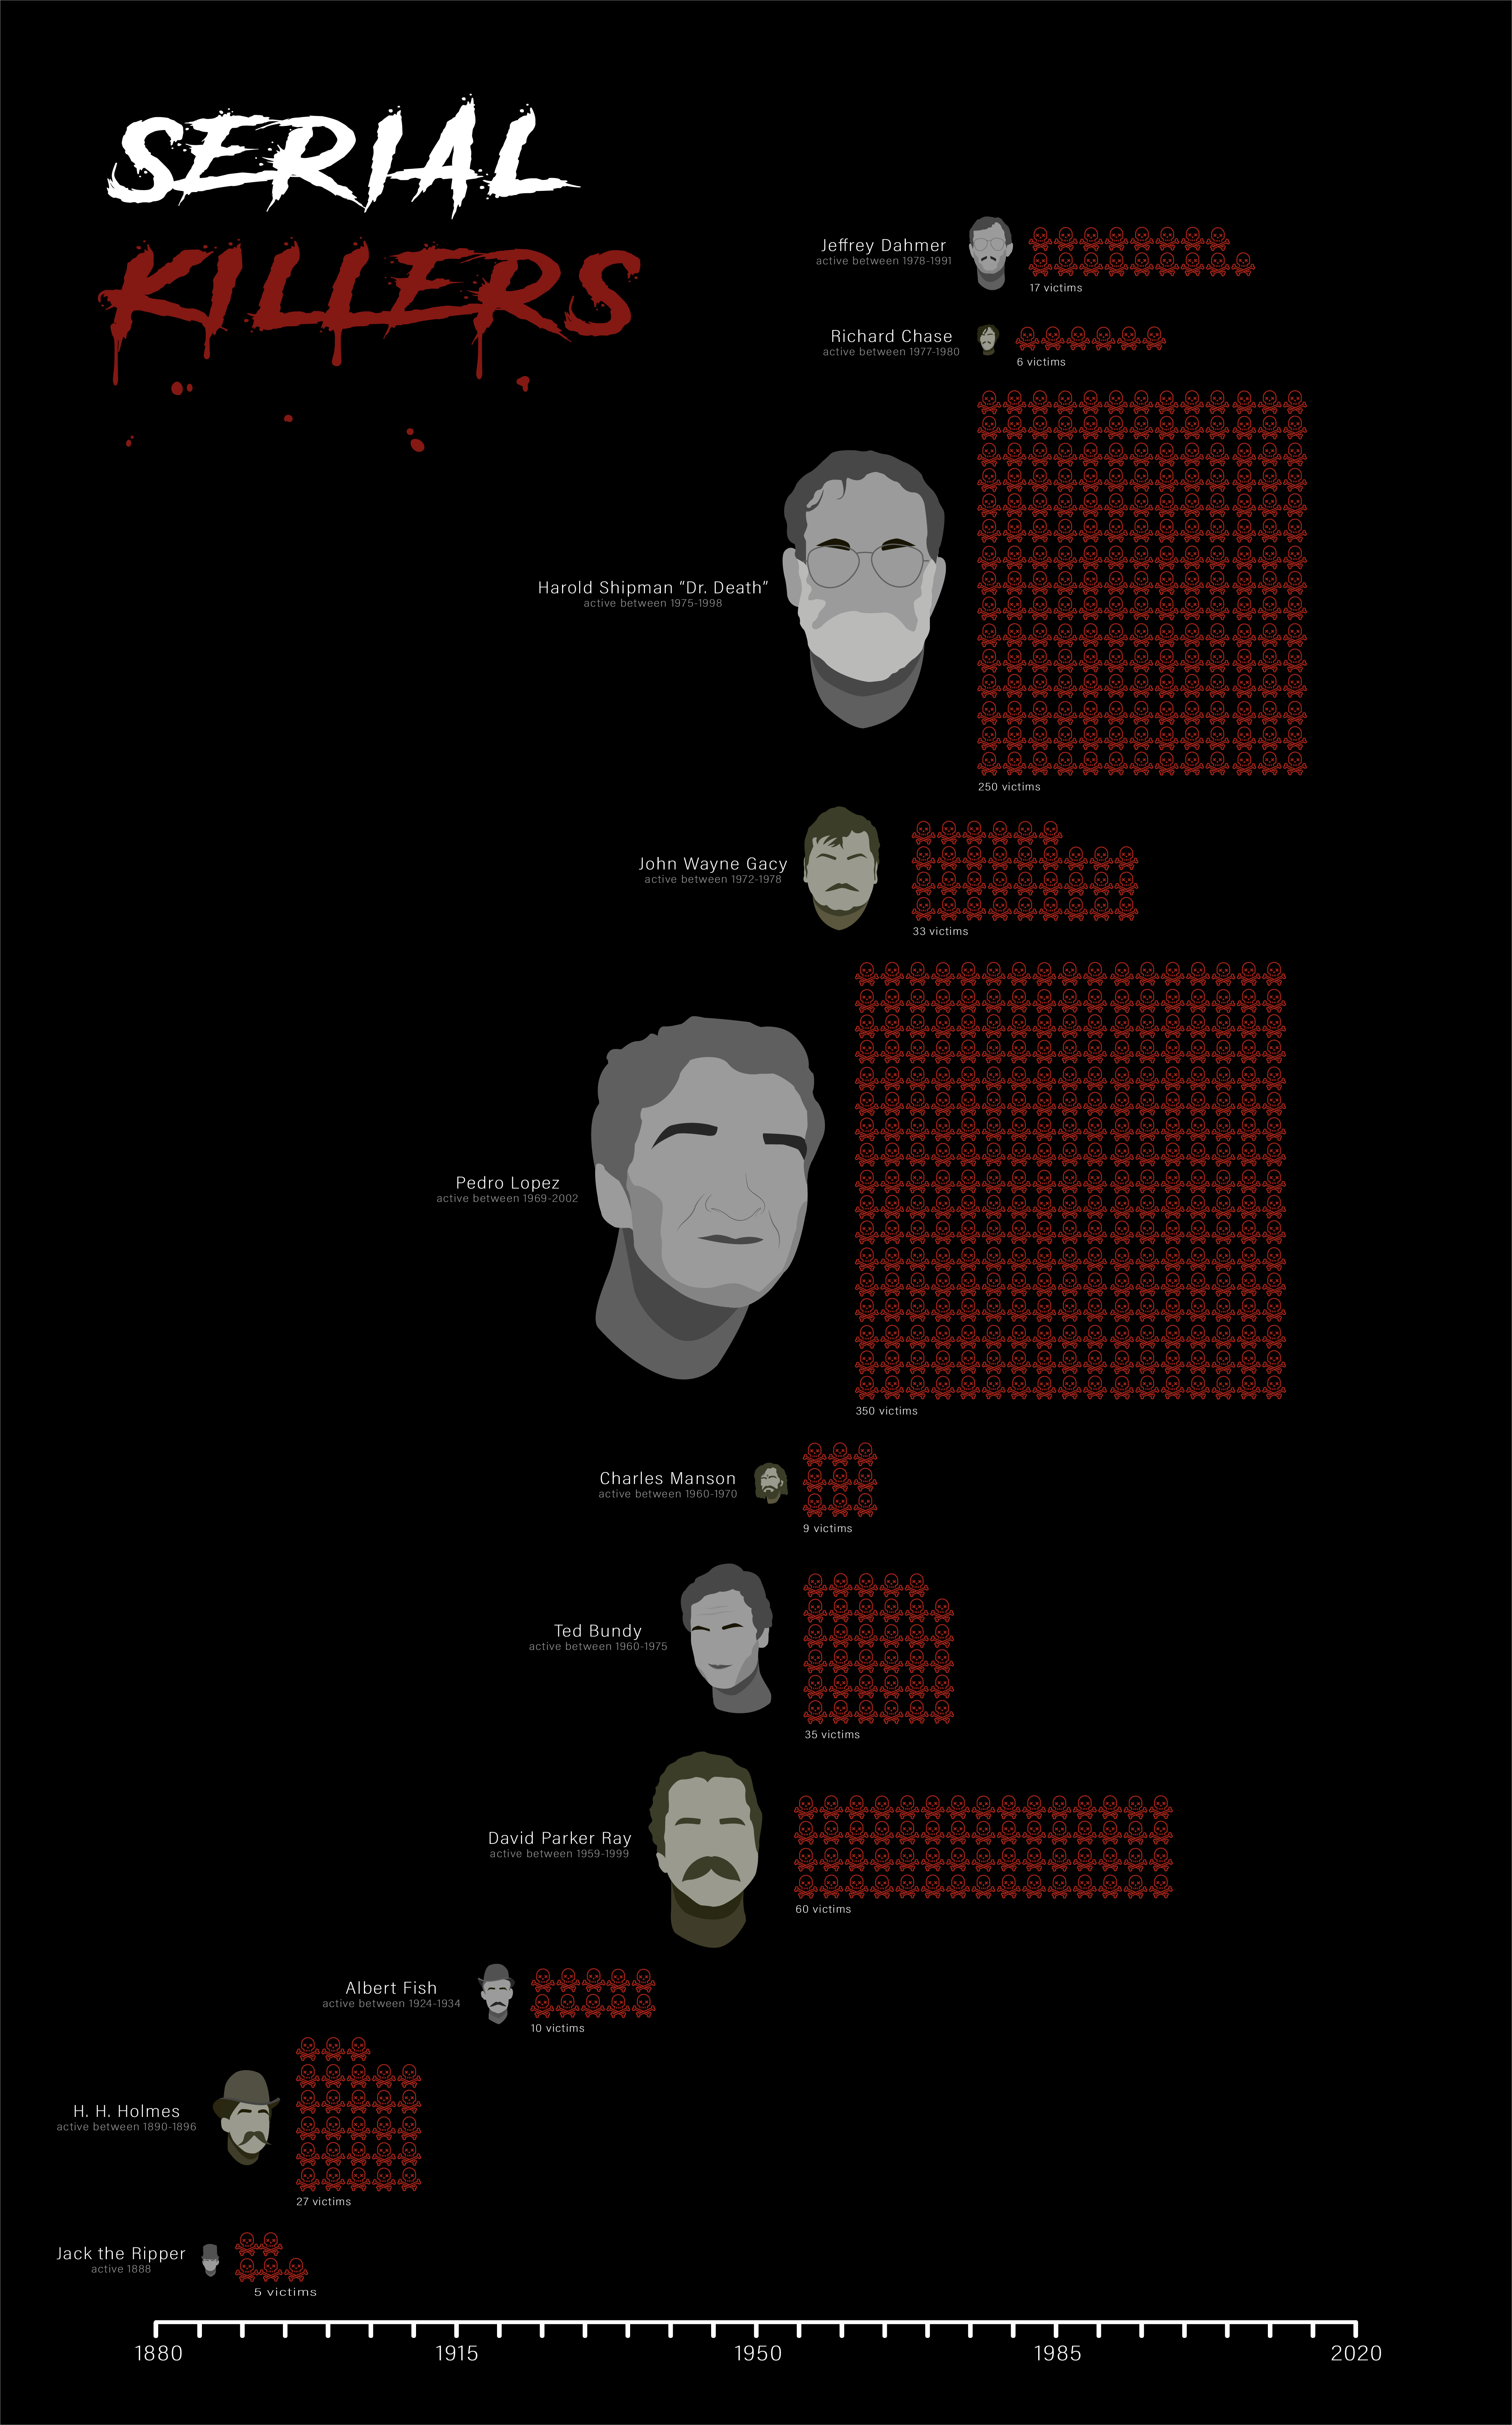 SERIAL
KILLERS
Jeffrey Dahmer
active between 1978-1991
17 victims
Richard Chase
active between 1977-1980
6 victims
Harold Shipman “Dr. Death”
active between 1975-1998
250 victims
John Wayne Gacy
active between 1972-1978
33 victims
Pedro Lopez
active between 1969-2002
350 victims
Charles Manson
active between 1960-1970
9 victims
Ted Bundy
active between 1960-1975
35 victims
David Parker Ray
active between 1959-1999
60 victims
Albert Fish
active between 1924-1934
10 victims
H. H. Holmes
active between 1890-1896
27 victims
Jack the Ripper
active 1888
5 victims
1880 1915 1950 1985 2020